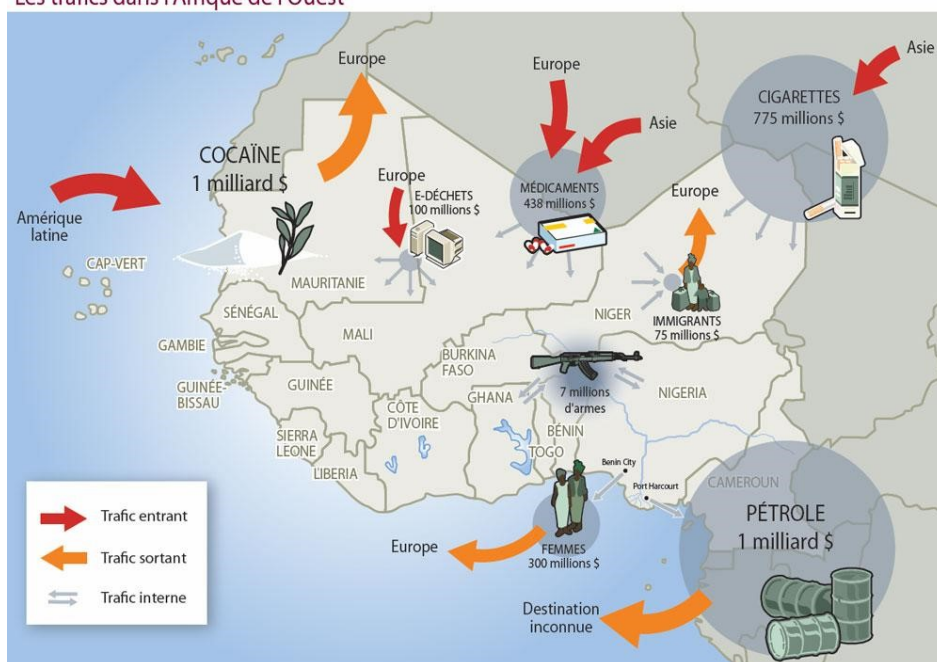 Les trafics dans l'Afrique de l'Ouest
Europe
Europe
Asie
CIGARETTES
775 millions $
Asie
COCAÏNE
1 milliard $
Europe
E-DÉCHETS
100 millions $
MÉDICAMENTS
438 millions $
Europe
Amérique
latine
CAP-VERT
MAURITANIE
SÉNÉGAL
MALI
NIGER
IMMIGRANTS
75 millions $
GAMBIE
BURKINA
FASO
GUINÉE-
BISSAU
GUINÉE
GHANA
7 millions
d'armes
NIGERIA
CÔTE
D'IVOIRE
BÉNIN
SIERRA
LEONE
TOGO
LIBERIA
Benin City
Port Harcourt
CAMEROUN
PÉTROLE
1 milliard $
Trafic entrant
Trafic sortant
Trafic interne
Europe
FEMMES
300 millions $
Destination
inconnue